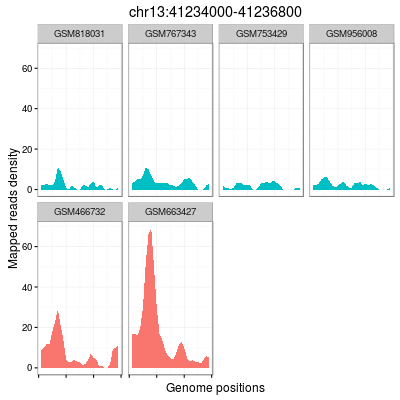 chr13:41234000-41236800
GSM818031 GSM767343 GSM753429 GSM956008
60
40
20
0
Mapped reads density
GSM466732 GSM663427
60
40
20
0
Genome positions